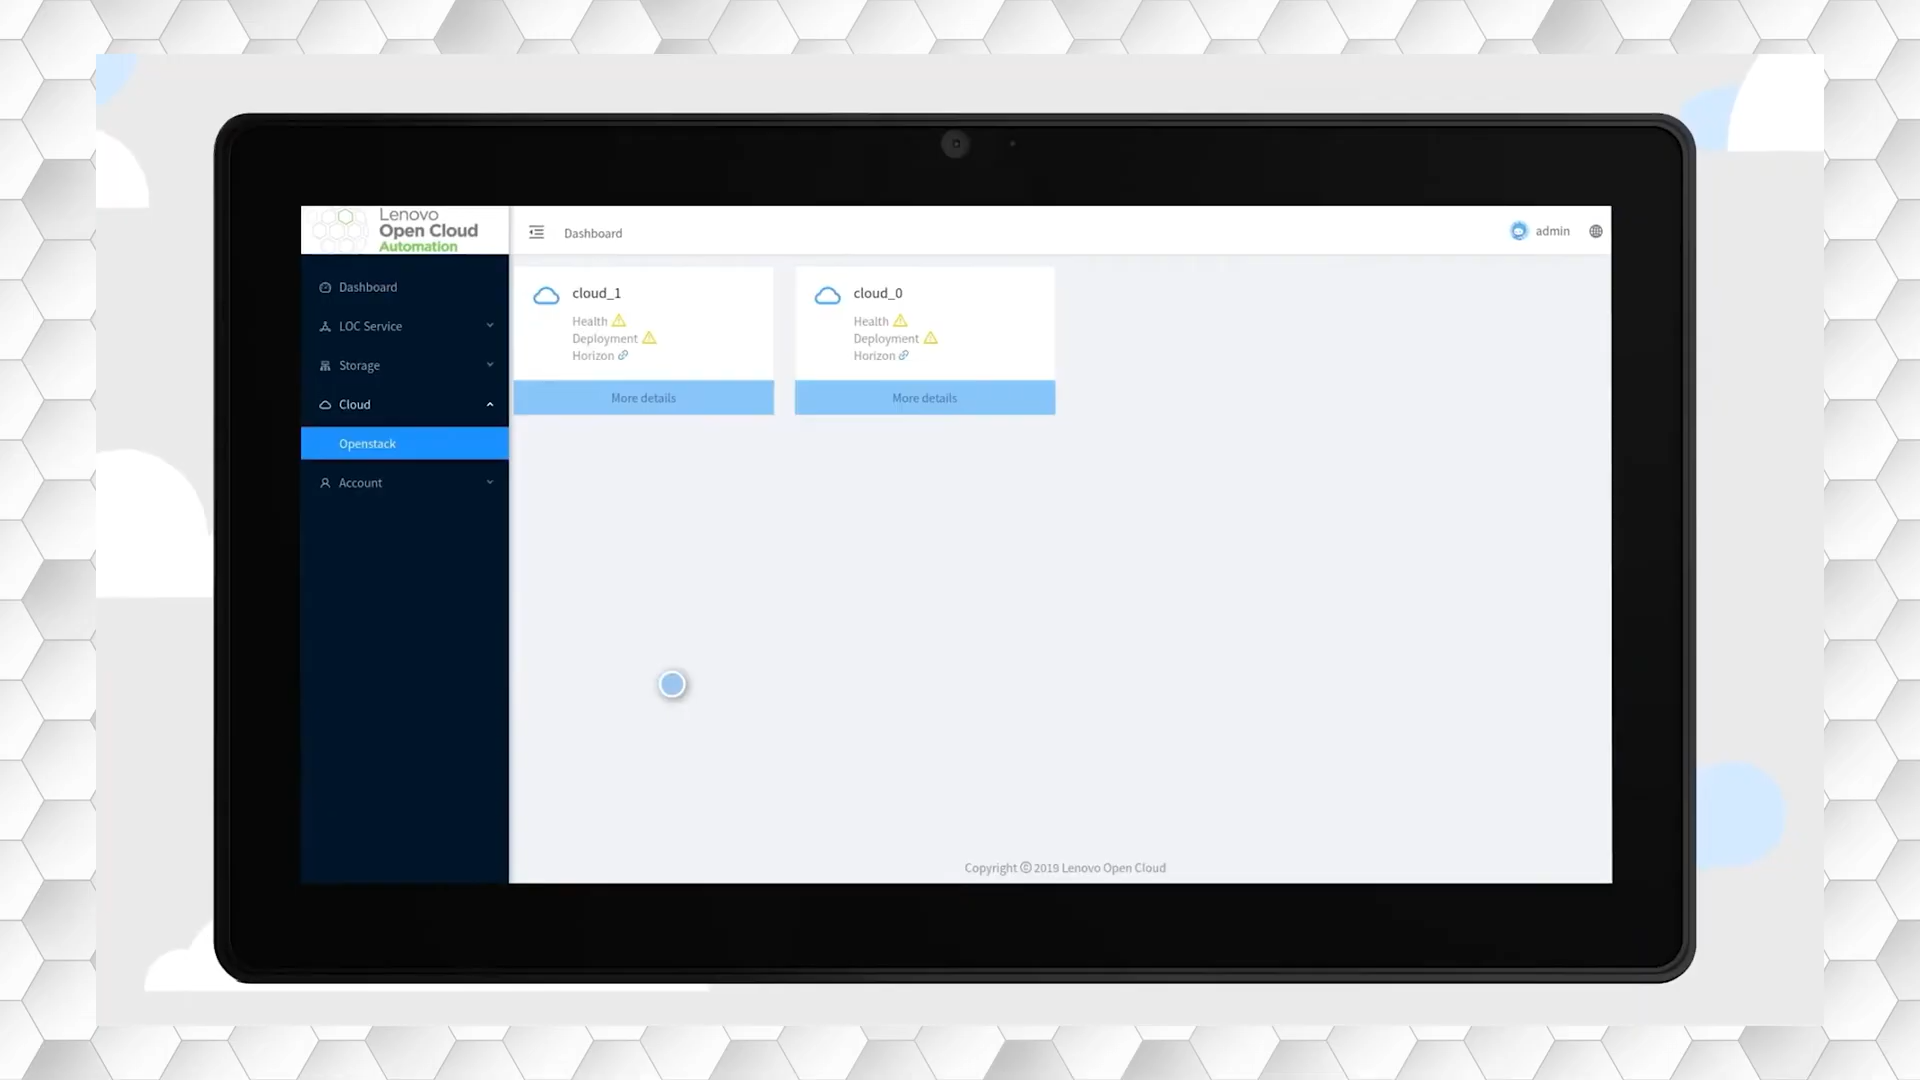 Lenovo
Open Cloud
Automation
Dashboard
admin
Dashboard
LOC Service
Storage
Cloud
Openstack
Account
cloud_1
Health
Deployment
Horizon
More details
cloud_0
Health
Deployment
Horizon
More details
Copyright © 2019 Lenovo Open Cloud